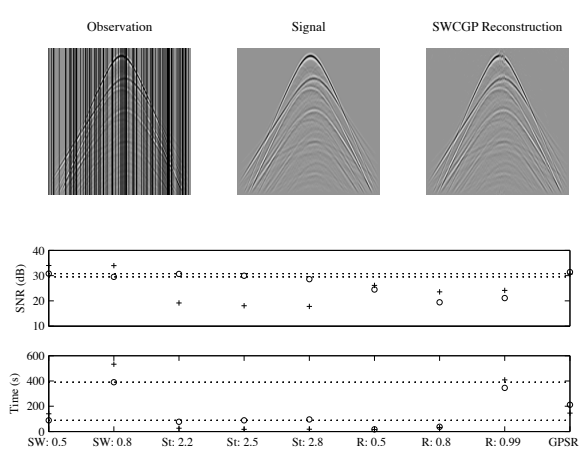 Observation Signal SWCGP Reconstruction
40
30
20
10
SNR (dB)
600
400
200
0
Time (s)
SW: 0.5 SW: 0.8 St: 2.2 St: 2.5 St: 2.8 R: 0.5 R: 0.8 R: 0.99 GPSR